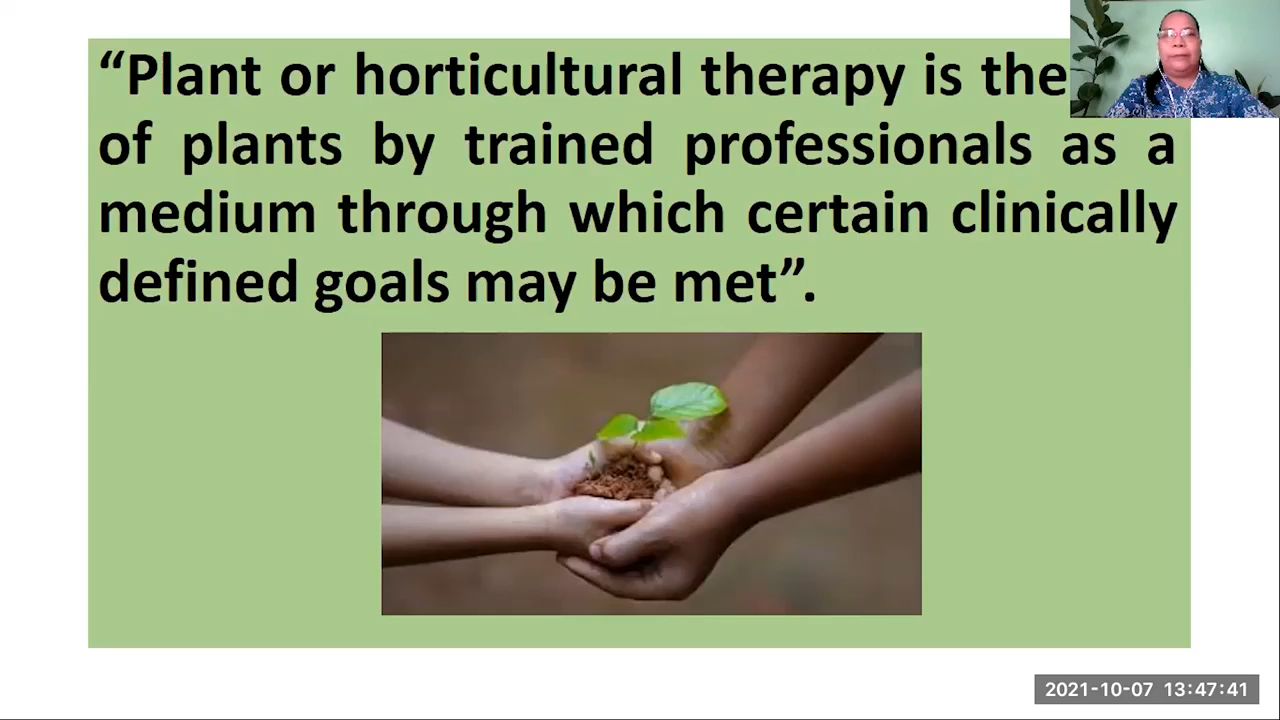 “Plant or horticultural therapy is the
of plants by trained professionals as a
medium through which certain clinically
defined goals may be met”.
2021-10-07 13:47:41